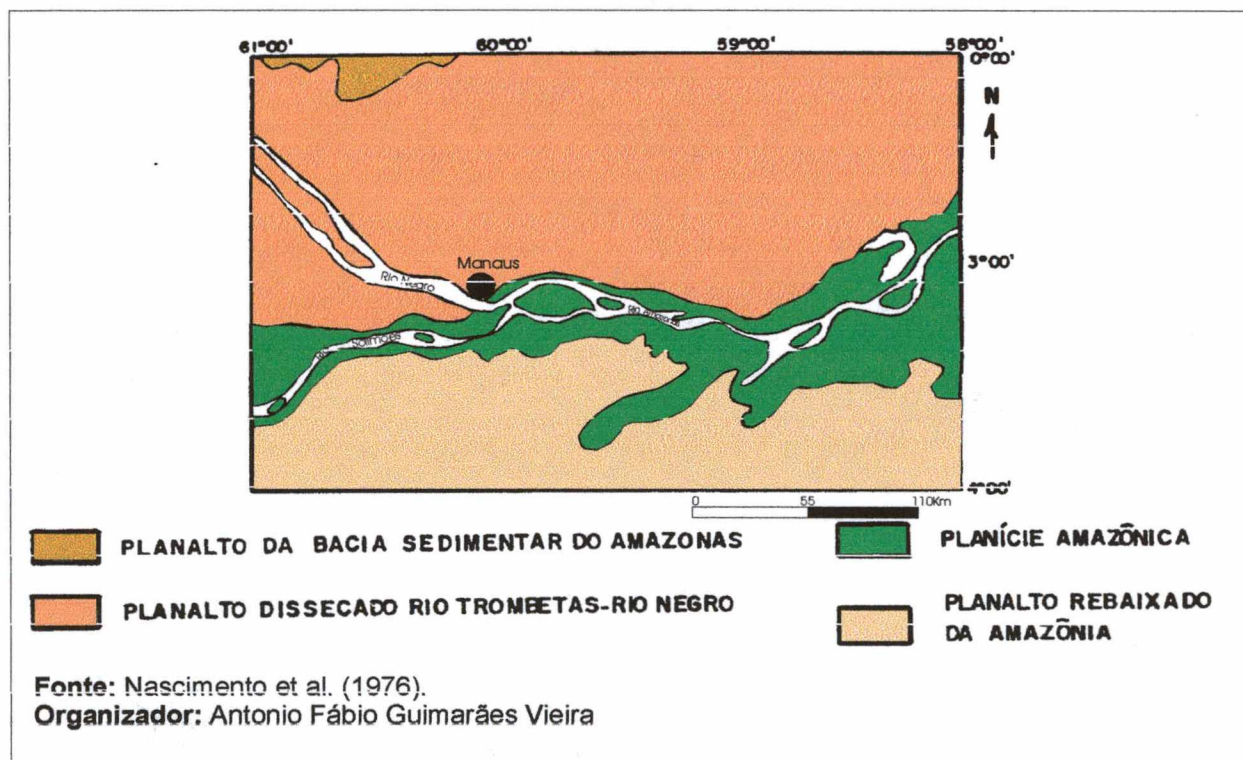 61°00' 60°00' 59°00' 58°00'
0°00'
N
Manaus
3°00'
Rio Negro
Solimões
4°00'
0 55 110Km
PLANALTO DA BACIA SEDIMENTAR DO AMAZONAS
PLANÍCIE AMAZÔNICA
PLANALTO DISSECADO RIO TROMBETAS-RIO NEGRO
PLANALTO REBAIXADO
DA AMAZÔNIA
Fonte: Nascimento et al. (1976).
Organizador: Antonio Fábio Guimarães Vieira